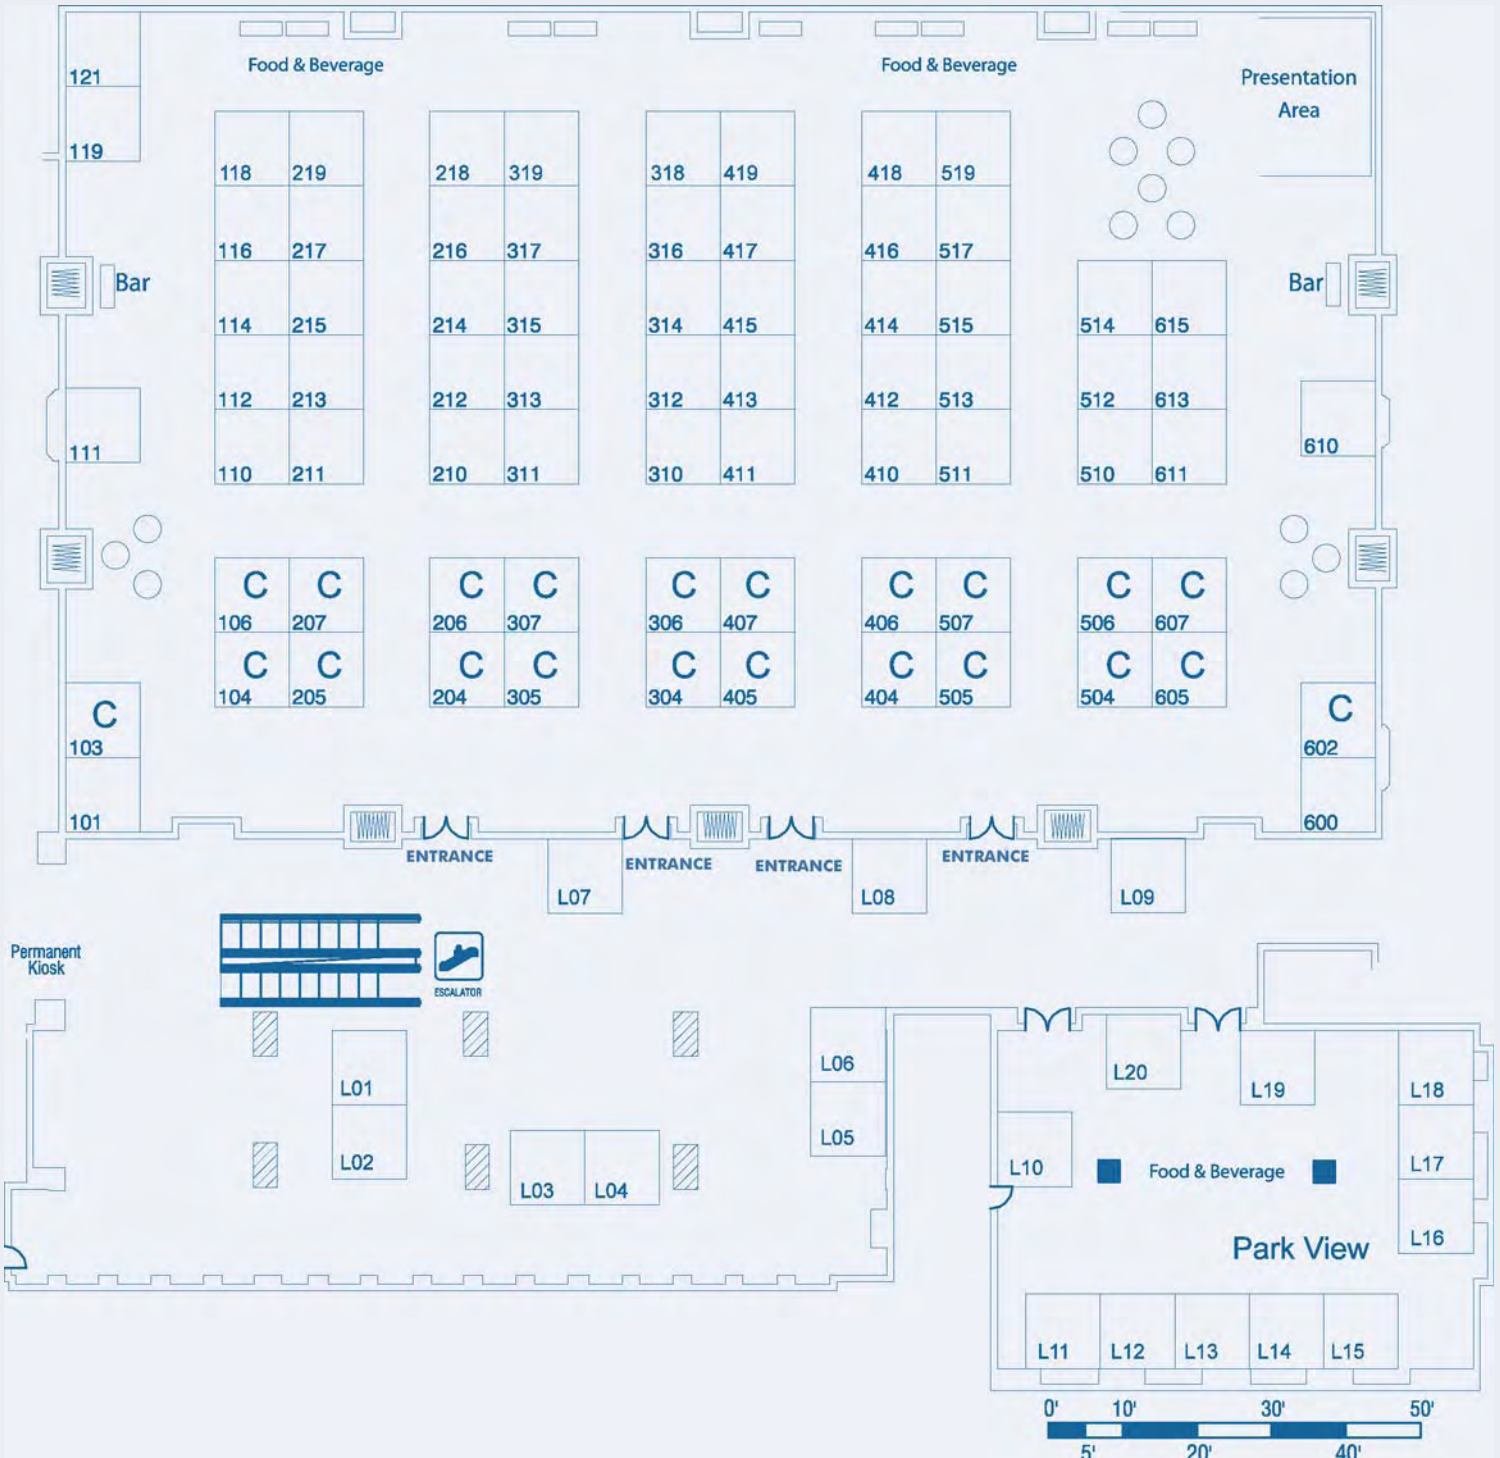 121
Food & Beverage
Food & Beverage
Presentation
Area
119
118 219 218 319 318 419 418 519
116 217 216 317 316 417 416 517
Bar
Bar
114 215 214 315 314 415 414 515 514 615
112 213 212 313 312 413 412 513 512 613
111
610
110 211 210 311 310 411 410 511 510 611
C C C C C C C C C C
106 207 206 307 306 407 406 507 506 607
C C C C C C C C C C
104 205 204 305 304 405 404 505 504 605
C
C
103
602
101
600
ENTRANCE
ENTRANCE
ENTRANCE
ENTRANCE
L07
L08
L09
Permanent
Kiosk
ESCALATOR
L06
L20
L01
L19
L18
L05
L02
L10
Food & Beverage
L17
L03 L04
L16
Park View
L11 L12 L13 L14 L15
0' 10' 30' 50'
5' 20' 40'